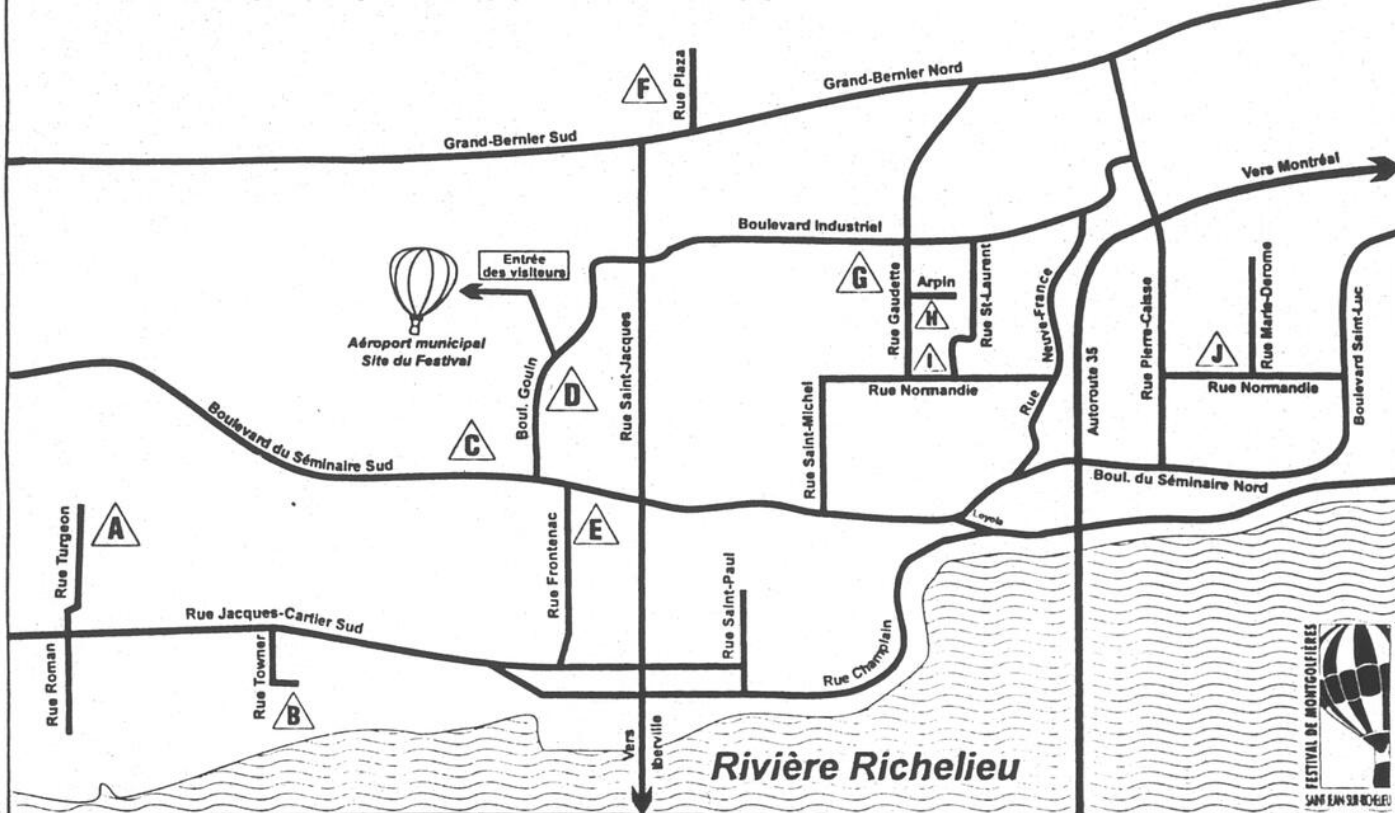 F
Rue Plaza
Grand-Bernier Nord
Grand-Bernier Sud
Vers Montréal
Boulevard Industriel
Entrée
des visiteurs
Aéroport municipal
Site du Festival
Boul. Gouin
D
Rue Saint-Jacques
G
Rue Gaudette
Arpin
H
I
Rue St-Laurent
Rue Neuve-France
Autoroute 35
Rue Pierre-Caisse
J
Rue Marie-Derome
Boulevard Saint-Luc
Rue Normandie
Rue Normandie
Rue Saint-Michel
Boulevard du Séminaire Sud
C
Boul. du Séminaire Nord
Loyola
A
Rue Turgeon
E
Rue Frontenac
Rue Saint-Paul
Rue Jacques-Cartier Sud
Rue Roman
Rue Towner
B
Rue Champlain
Vers
Iberville
Rivière Richelieu
FESTIVAL DE MONTGOLFIÈRES
SAINT-JEAN-SUR-RICHELIEU